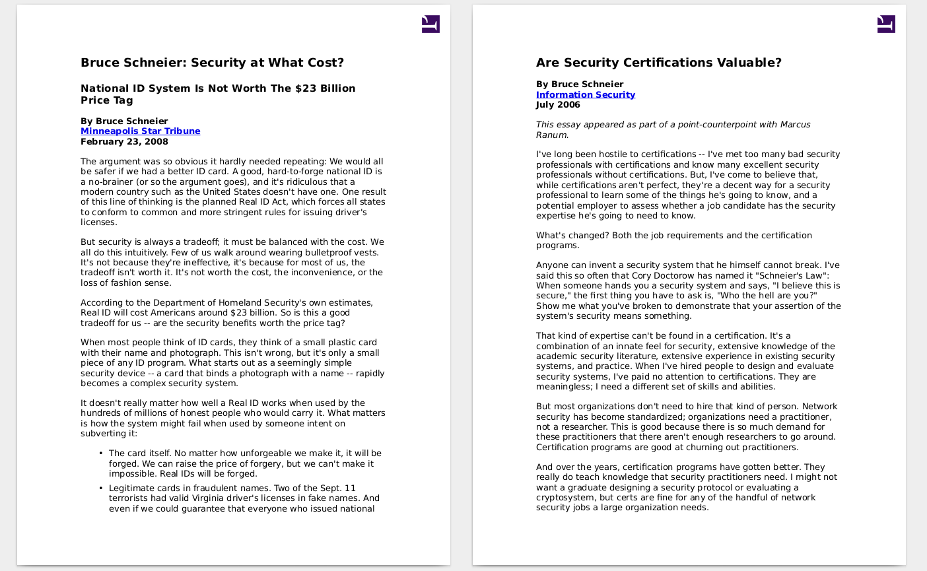 Bruce Schneier: Security at What Cost?
National ID System Is Not Worth The $23 Billion
Price Tag
By Bruce Schneier
Minneapolis Star Tribune
February 23, 2008
The argument was so obvious it hardly needed repeating: We would all
be safer if we had a better ID card. A good, hard-to-forge national ID is
a no-brainer (or so the argument goes), and it's ridiculous that a
modern country such as the United States doesn't have one. One result
of this line of thinking is the planned Real ID Act, which forces all states
to conform to common and more stringent rules for issuing driver's
licenses.
But security is always a tradeoff; it must be balanced with the cost. We
all do this intuitively. Few of us walk around wearing bulletproof vests.
It's not because they're ineffective, it's because for most of us, the
tradeoff isn't worth it. It's not worth the cost, the inconvenience, or the
loss of fashion sense.
According to the Department of Homeland Security's own estimates,
Real ID will cost Americans around $23 billion. So is this a good
tradeoff for us -- are the security benefits worth the price tag?
When most people think of ID cards, they think of a small plastic card
with their name and photograph. This isn't wrong, but it's only a small
piece of any ID program. What starts out as a seemingly simple
security device -- a card that binds a photograph with a name -- rapidly
becomes a complex security system.
It doesn't really matter how well a Real ID works when used by the
hundreds of millions of honest people who would carry it. What matters
is how the system might fail when used by someone intent on
subverting it:
• The card itself. No matter how unforgeable we make it, it will be
forged. We can raise the price of forgery, but we can't make it
impossible. Real IDs will be forged.
• Legitimate cards in fraudulent names. Two of the Sept. 11
terrorists had valid Virginia driver's licenses in fake names. And
even if we could guarantee that everyone who issued national
Are Security Certifications Valuable?
By Bruce Schneier
Information Security
July 2006
This essay appeared as part of a point-counterpoint with Marcus
Ranum.
I've long been hostile to certifications -- I've met too many bad security
professionals with certifications and know many excellent security
professionals without certifications. But, I've come to believe that,
while certifications aren't perfect, they're a decent way for a security
professional to learn some of the things he's going to know, and a
potential employer to assess whether a job candidate has the security
expertise he's going to need to know.
What's changed? Both the job requirements and the certification
programs.
Anyone can invent a security system that he himself cannot break. I've
said this so often that Cory Doctorow has named it "Schneier's Law":
When someone hands you a security system and says, "I believe this is
secure," the first thing you have to ask is, "Who the hell are you?"
Show me what you've broken to demonstrate that your assertion of the
system's security means something.
That kind of expertise can't be found in a certification. It's a
combination of an innate feel for security, extensive knowledge of the
academic security literature, extensive experience in existing security
systems, and practice. When I've hired people to design and evaluate
security systems, I've paid no attention to certifications. They are
meaningless; I need a different set of skills and abilities.
But most organizations don't need to hire that kind of person. Network
security has become standardized; organizations need a practitioner,
not a researcher. This is good because there is so much demand for
these practitioners that there aren't enough researchers to go around.
Certification programs are good at churning out practitioners.
And over the years, certification programs have gotten better. They
really do teach knowledge that security practitioners need. I might not
want a graduate designing a security protocol or evaluating a
cryptosystem, but certs are fine for any of the handful of network
security jobs a large organization needs.